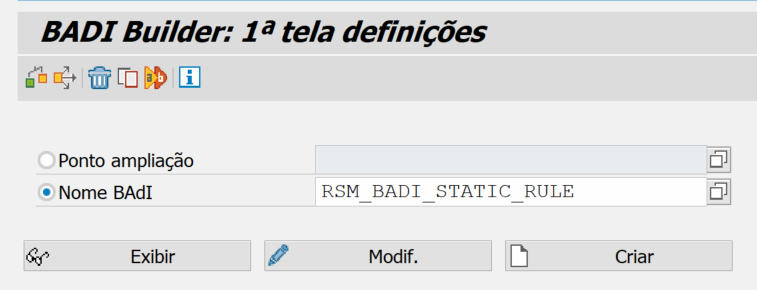 BADI Builder: 1ª tela definições
Ponto ampliação
Nome BAdI RSM_BADI_STATIC_RULE
Exibir Modif. Criar